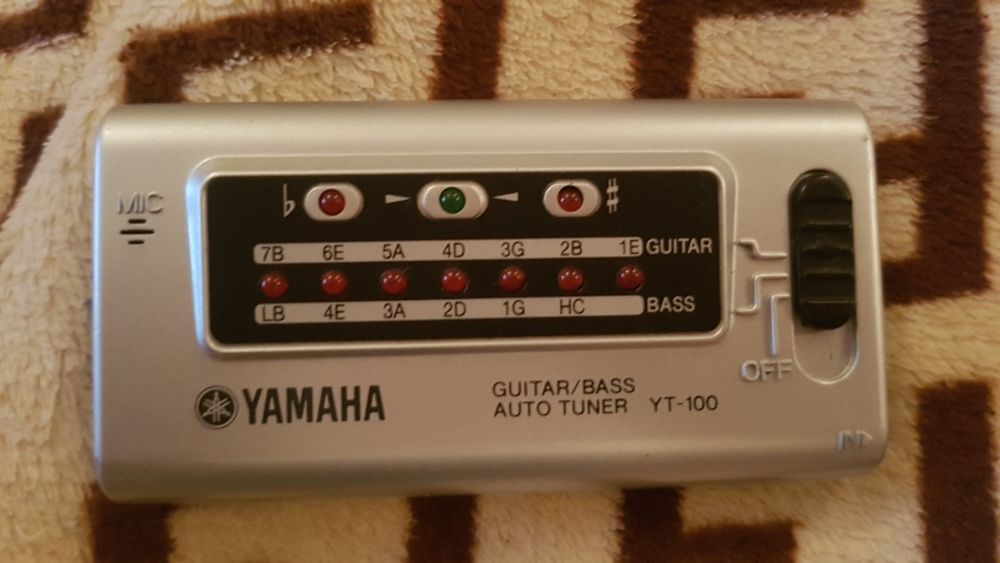 MIC
♭ ♯
7B 6E 5A 4D 3G 2B 1E GUITAR
LB 4E 3A 2D 1G HC BASS
OFF
YAMAHA
GUITAR/BASS
AUTO TUNER YT-100
IN